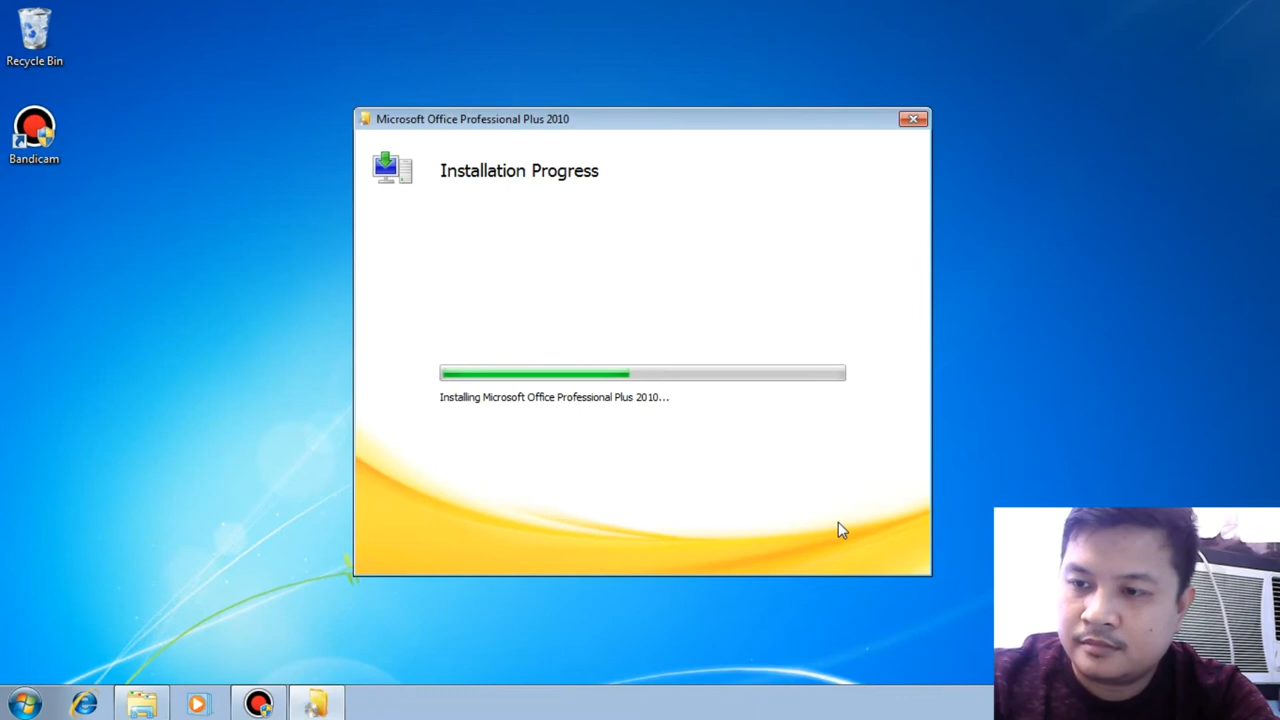 Recycle Bin
Bandicam
Microsoft Office Professional Plus 2010
Installation Progress
Installing Microsoft Office Professional Plus 2010...